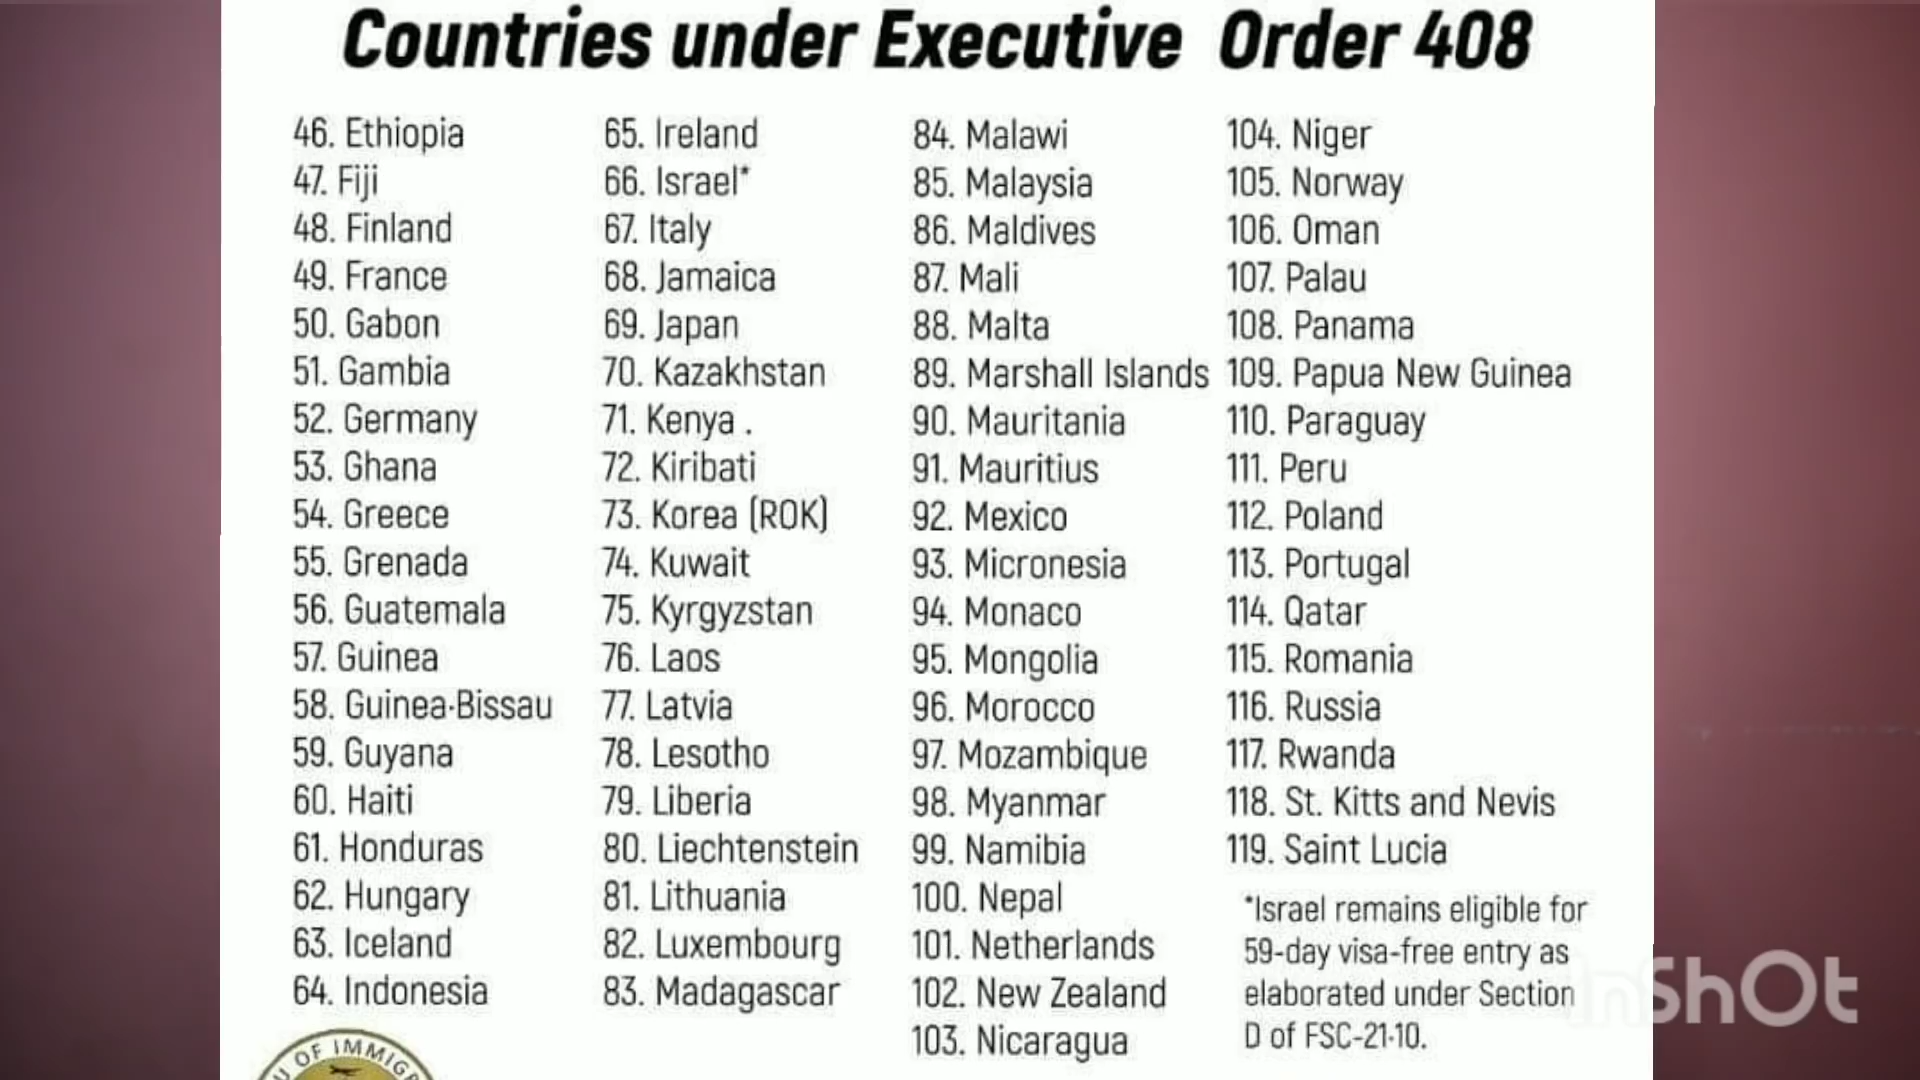 Countries under Executive Order 408
46. Ethiopia
47. Fiji
48. Finland
49. France
50. Gabon
51. Gambia
52. Germany
53. Ghana
54. Greece
55. Grenada
56. Guatemala
57. Guinea
58. Guinea-Bissau
59. Guyana
60. Haiti
61. Honduras
62. Hungary
63. Iceland
64. Indonesia
65. Ireland
66. Israel*
67. Italy
68. Jamaica
69. Japan
70. Kazakhstan
71. Kenya .
72. Kiribati
73. Korea (ROK)
74. Kuwait
75. Kyrgyzstan
76. Laos
77. Latvia
78. Lesotho
79. Liberia
80. Liechtenstein
81. Lithuania
82. Luxembourg
83. Madagascar
84. Malawi
85. Malaysia
86. Maldives
87. Mali
88. Malta
89. Marshall Islands
90. Mauritania
91. Mauritius
92. Mexico
93. Micronesia
94. Monaco
95. Mongolia
96. Morocco
97. Mozambique
98. Myanmar
99. Namibia
100. Nepal
101. Netherlands
102. New Zealand
103. Nicaragua
104. Niger
105. Norway
106. Oman
107. Palau
108. Panama
109. Papua New Guinea
110. Paraguay
111. Peru
112. Poland
113. Portugal
114. Qatar
115. Romania
116. Russia
117. Rwanda
118. St. Kitts and Nevis
119. Saint Lucia
*Israel remains eligible for
59-day visa-free entry as
elaborated under Section
D of FSC-21-10.
InShOt
OF